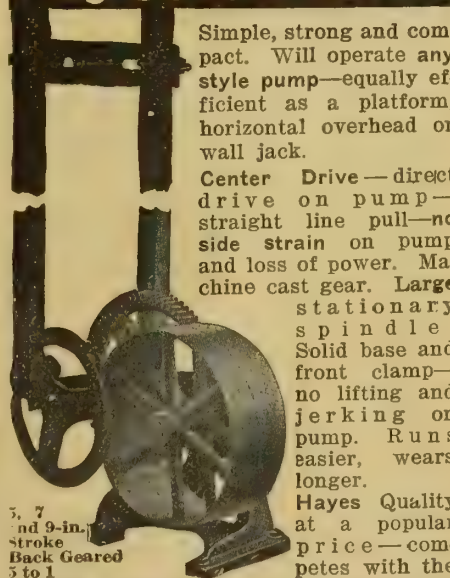 Simple, strong and com
pact. Will operate any
style pump—equally ef
ficient as a platform
horizontal overhead or
wall jack.
Center Drive—direct
drive on pump—
straight line pull—no
side strain on pump
and loss of power. Ma
chine cast gear. Large
stationary
spindle
Solid base and
front clamp—
no lifting and
jerking on
pump. Runs
easier, wears
longer.
Hayes Quality
at a popular
price—com
petes with the
5, 7
nd 9-in.
Stroke
Back Geared
5 to 1